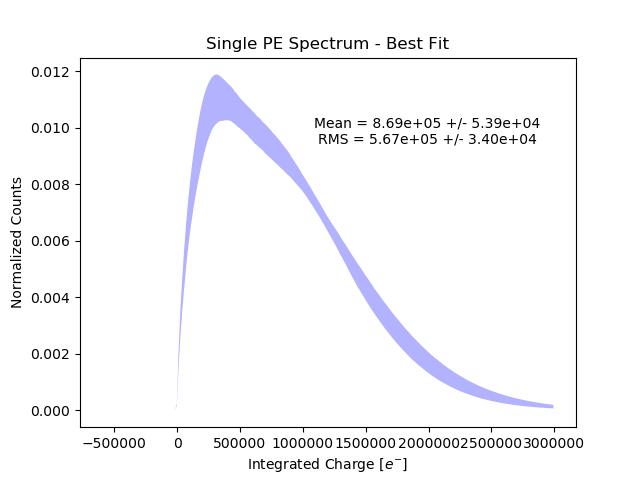 Single PE Spectrum - Best Fit
Mean = 8.69e+05 +/- 5.39e+04
RMS = 5.67e+05 +/- 3.40e+04
Normalized Counts
0.012
0.010
0.008
0.006
0.004
0.002
0.000
−500000 0 500000 1000000 1500000 2000000 2500000 3000000
Integrated Charge [e⁻]